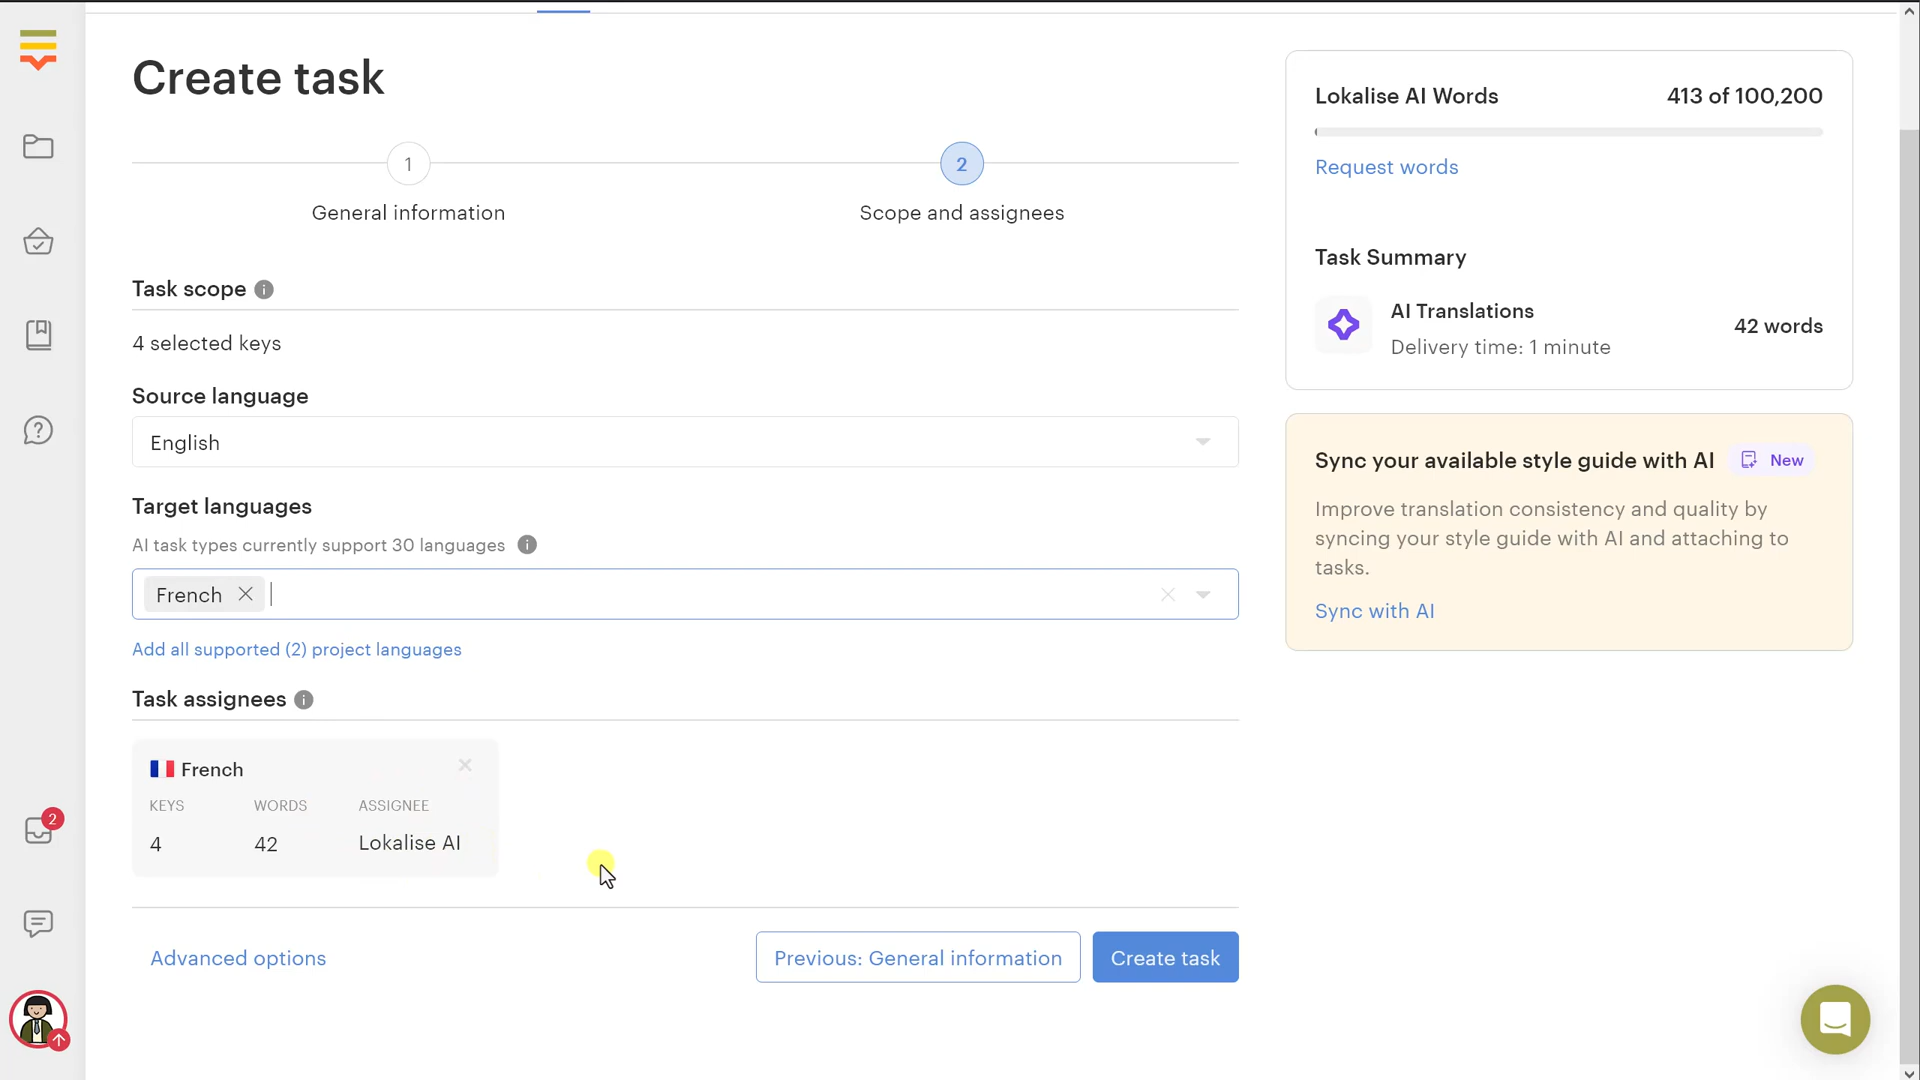 Create task
1
2
General information
Scope and assignees
Task scope
4 selected keys
Source language
English
Target languages
AI task types currently support 30 languages
French
Add all supported (2) project languages
Task assignees
French
KEYS WORDS ASSIGNEE
4 42 Lokalise AI
Advanced options
Previous: General information
Create task
Lokalise AI Words 413 of 100,200
Request words
Task Summary
AI Translations
Delivery time: 1 minute
42 words
Sync your available style guide with AI New
Improve translation consistency and quality by
syncing your style guide with AI and attaching to
tasks.
Sync with AI
2